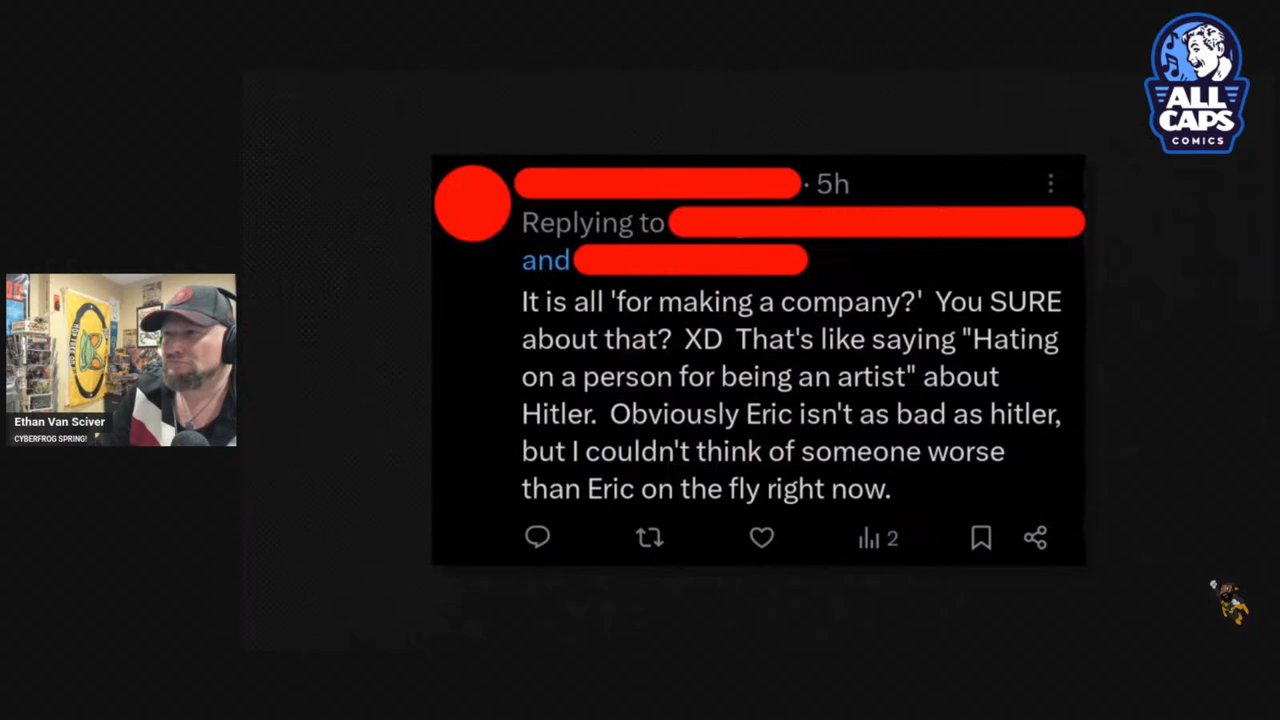 ALL
CAPS
COMICS
· 5h
Replying to
and
It is all 'for making a company?'  You SURE
about that?  XD  That's like saying "Hating
on a person for being an artist" about
Hitler.  Obviously Eric isn't as bad as hitler,
but I couldn't think of someone worse
than Eric on the fly right now.
2
Ethan Van Sciver
CYBERFROG SPRING!